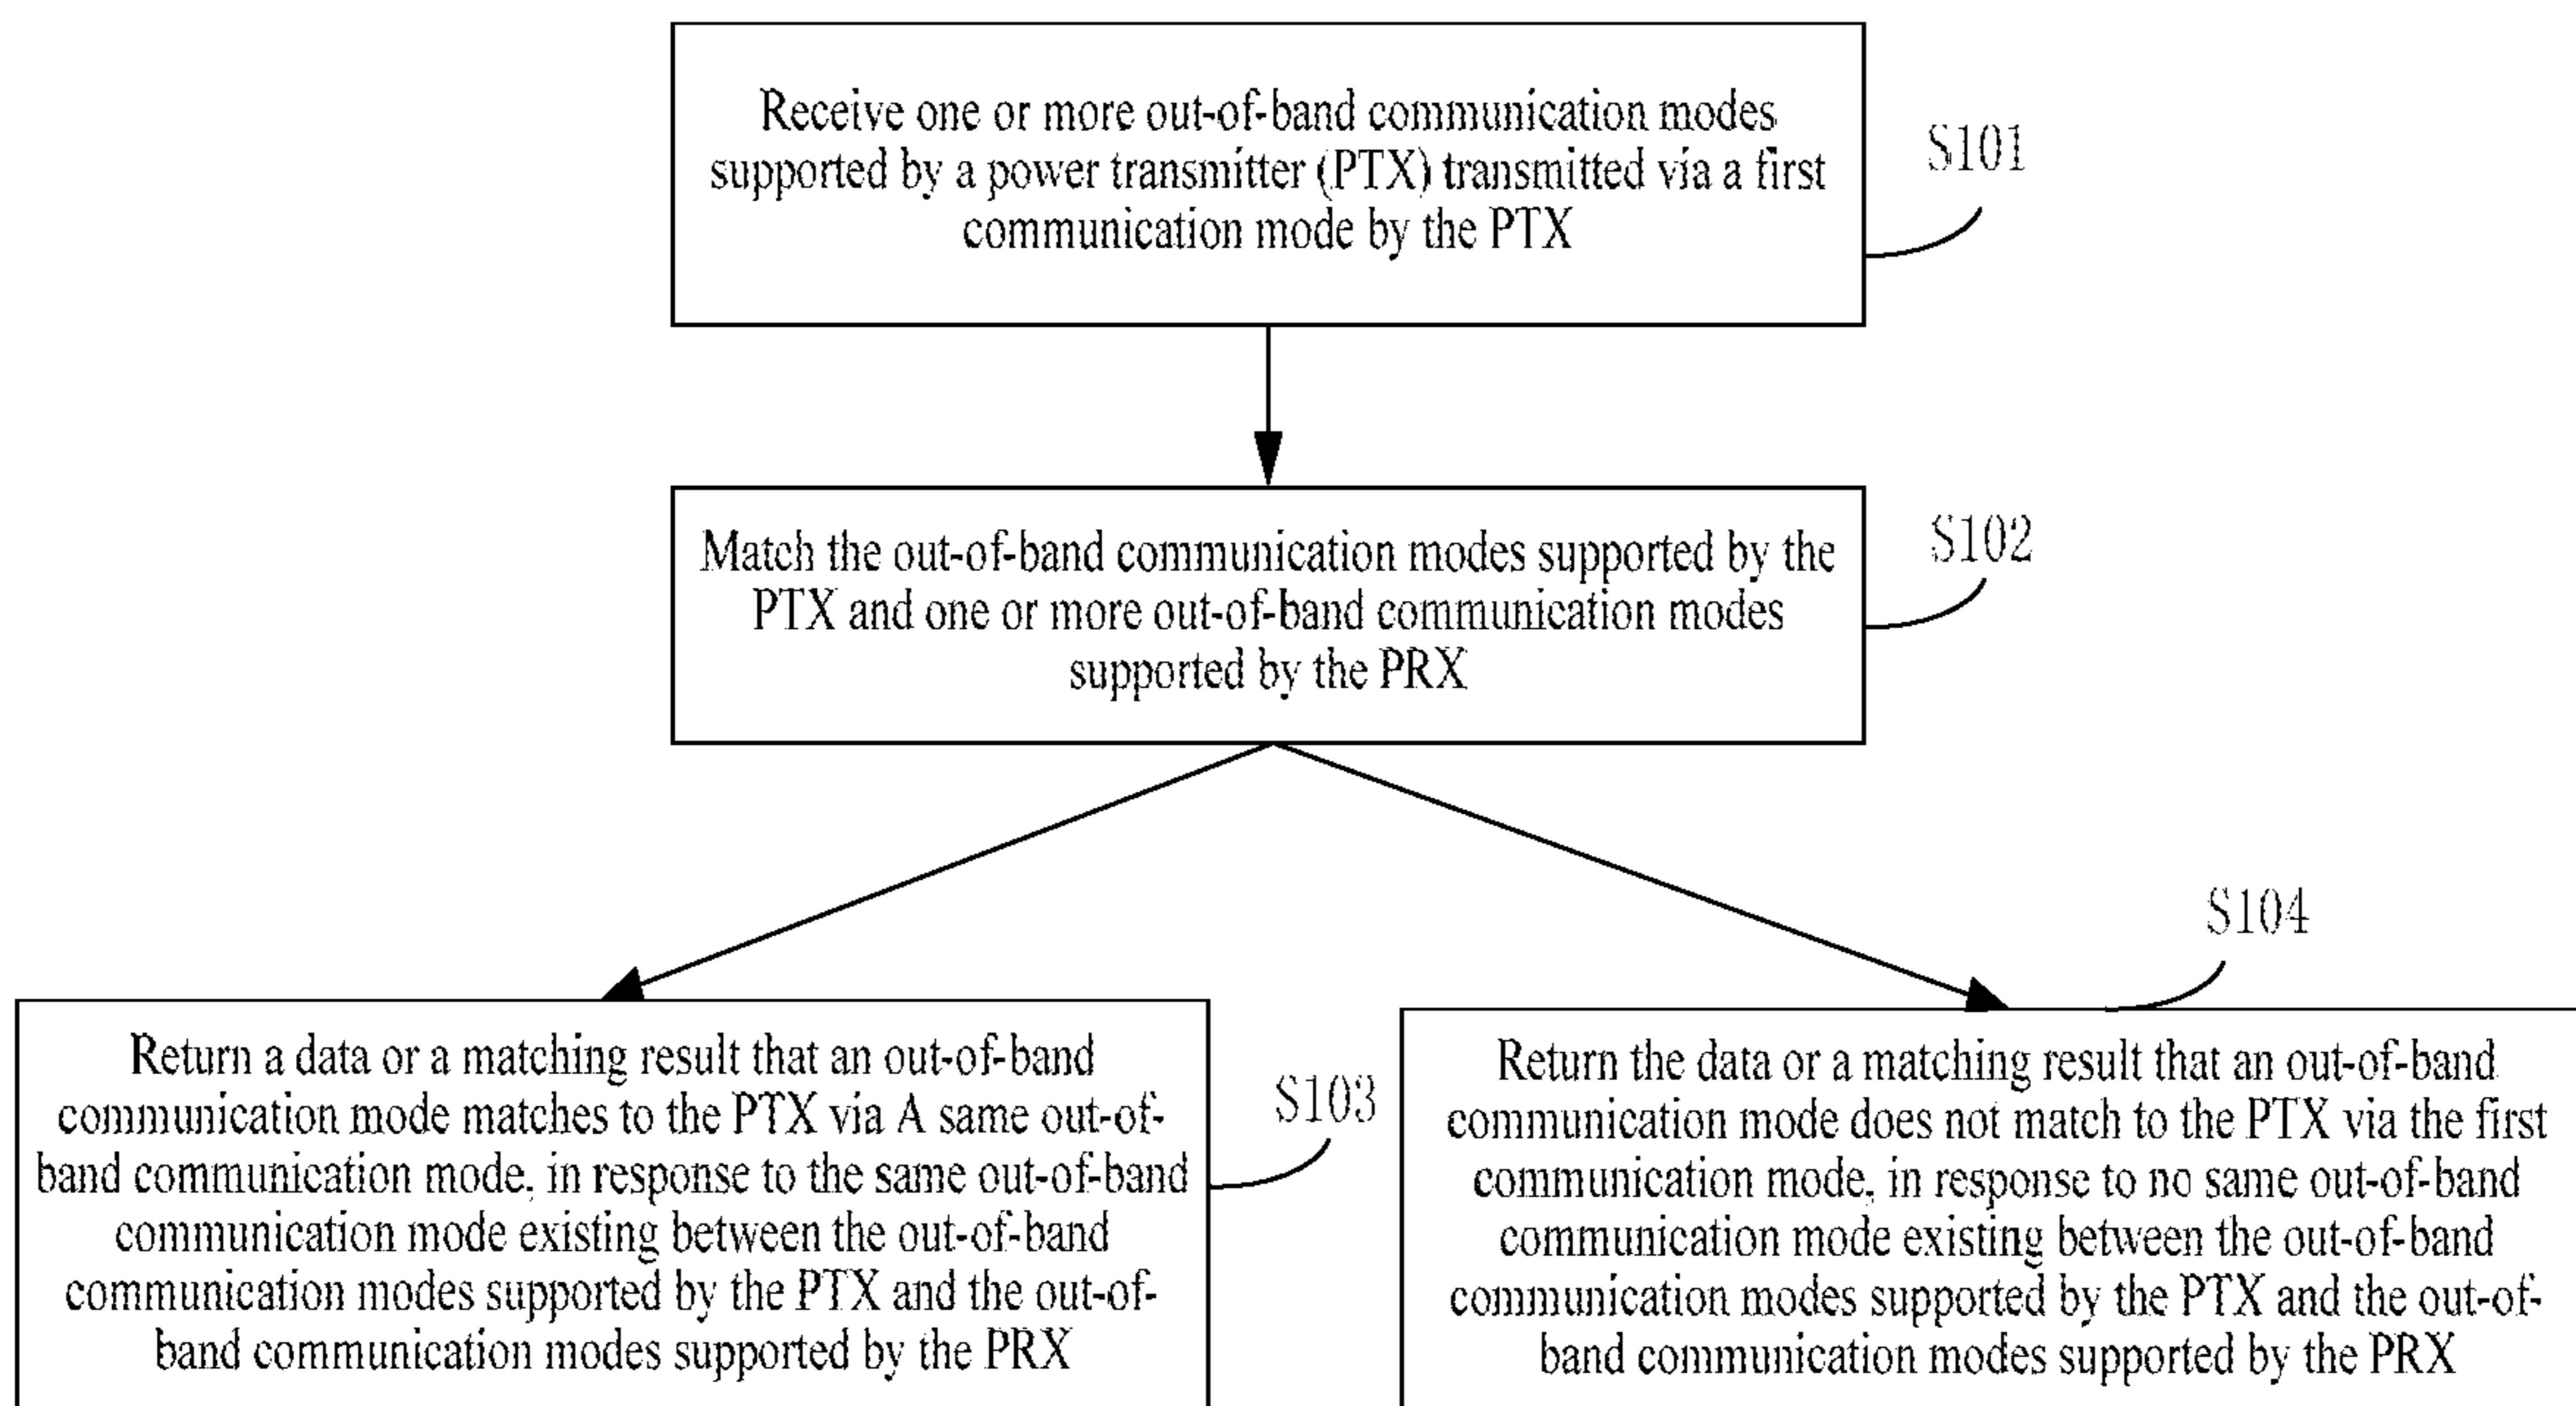 Receive one or more out-of-band communication modes
supported by a power transmitter (PTX) transmitted via a first
communication mode by the PTX
S101
Match the out-of-band communication modes supported by the
PTX and one or more out-of-band communication modes
supported by the PRX
S102
Return a data or a matching result that an out-of-band
communication mode matches to the PTX via A same out-of-
band communication mode, in response to the same out-of-band
communication mode existing between the out-of-band
communication modes supported by the PTX and the out-of-
band communication modes supported by the PRX
S103
Return the data or a matching result that an out-of-band
communication mode does not match to the PTX via the first
communication mode, in response to no same out-of-band
communication mode existing between the out-of-band
communication modes supported by the PTX and the out-of-
band communication modes supported by the PRX
S104